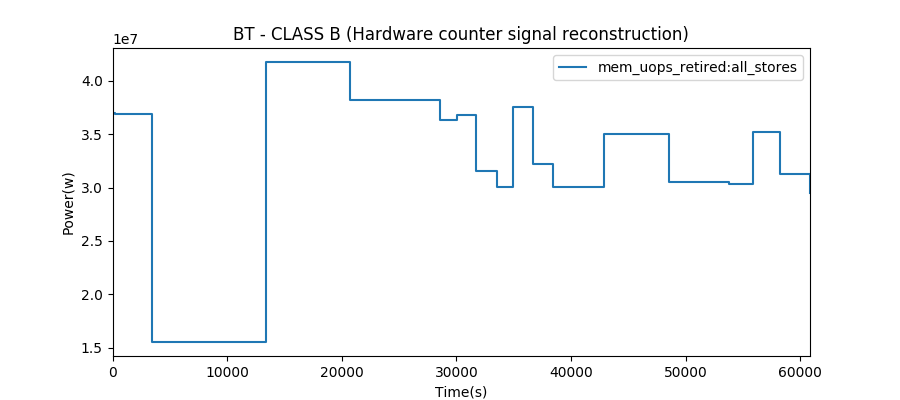 BT - CLASS B (Hardware counter signal reconstruction)
1e7
mem_uops_retired:all_stores
4.0
3.5
3.0
2.5
2.0
1.5
Power(w)
0 10000 20000 30000 40000 50000 60000
Time(s)